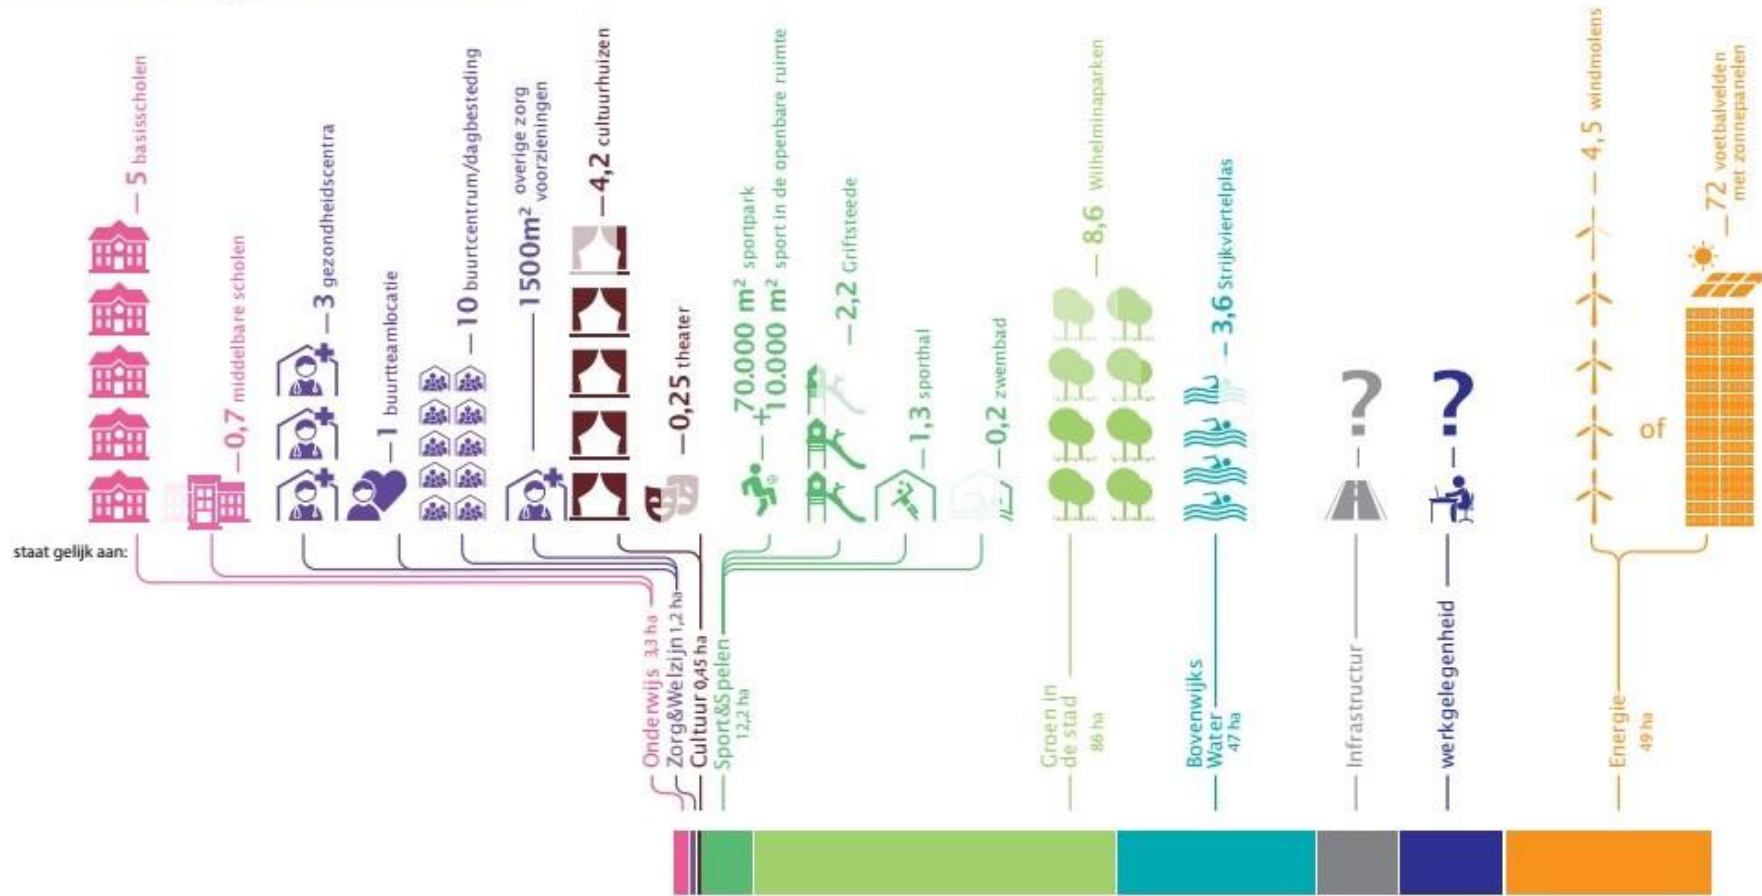 5 basisscholen
0,7 middelbare scholen
3 gezondheidscentra
1 buurtteamlocatie
10 buurtcentrum/dagbesteding
1500m² overige zorg
voorzieningen
4,2 cultuurhuizen
0,25 theater
70.000 m² sportpark
+
10.000 m² sport in de openbare ruimte
2,2 Griftsteede
1,3 sporthal
0,2 zwembad
8,6 Wilhelminaparken
3,6 Strijkviertelplas
?
?
4,5 windmolens
of
72 voetbalvelden
met zonnepanelen
staat gelijk aan:
Onderwijs 3,3 ha
Zorg&Welzijn 1,2 ha
Cultuur 0,45 ha
Sport&Spelen
12,2 ha
Groen in
de stad
86 ha
Bovenwijks
Water
47 ha
Infrastructur
werkgelegenheid
Energie
49 ha